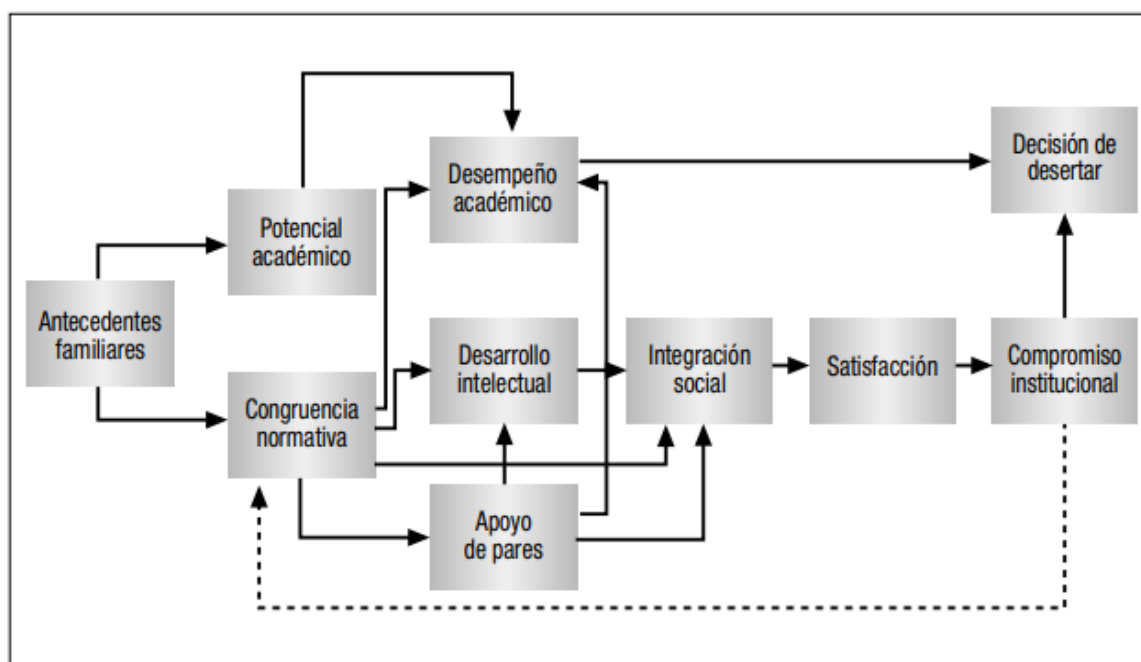 Desempeño
académico
Decisión de
desertar
Potencial
académico
Antecedentes
familiares
Desarrollo
intelectual
Integración
social
Satisfacción
Compromiso
institucional
Congruencia
normativa
Apoyo
de pares